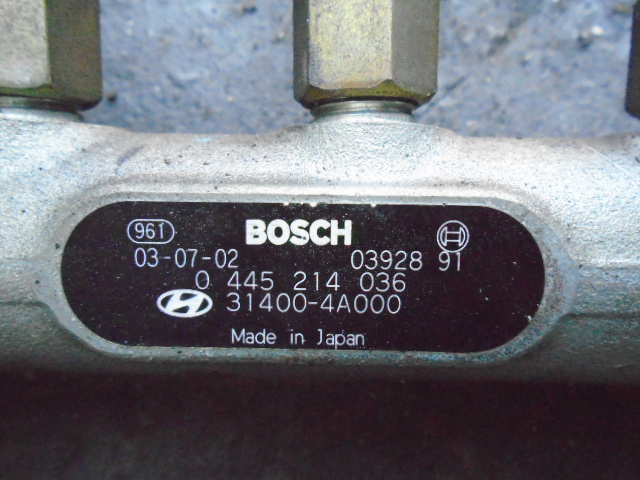 961 BOSCH
03-07-02 03928 91
0 445 214 036
31400-4A000
Made in Japan